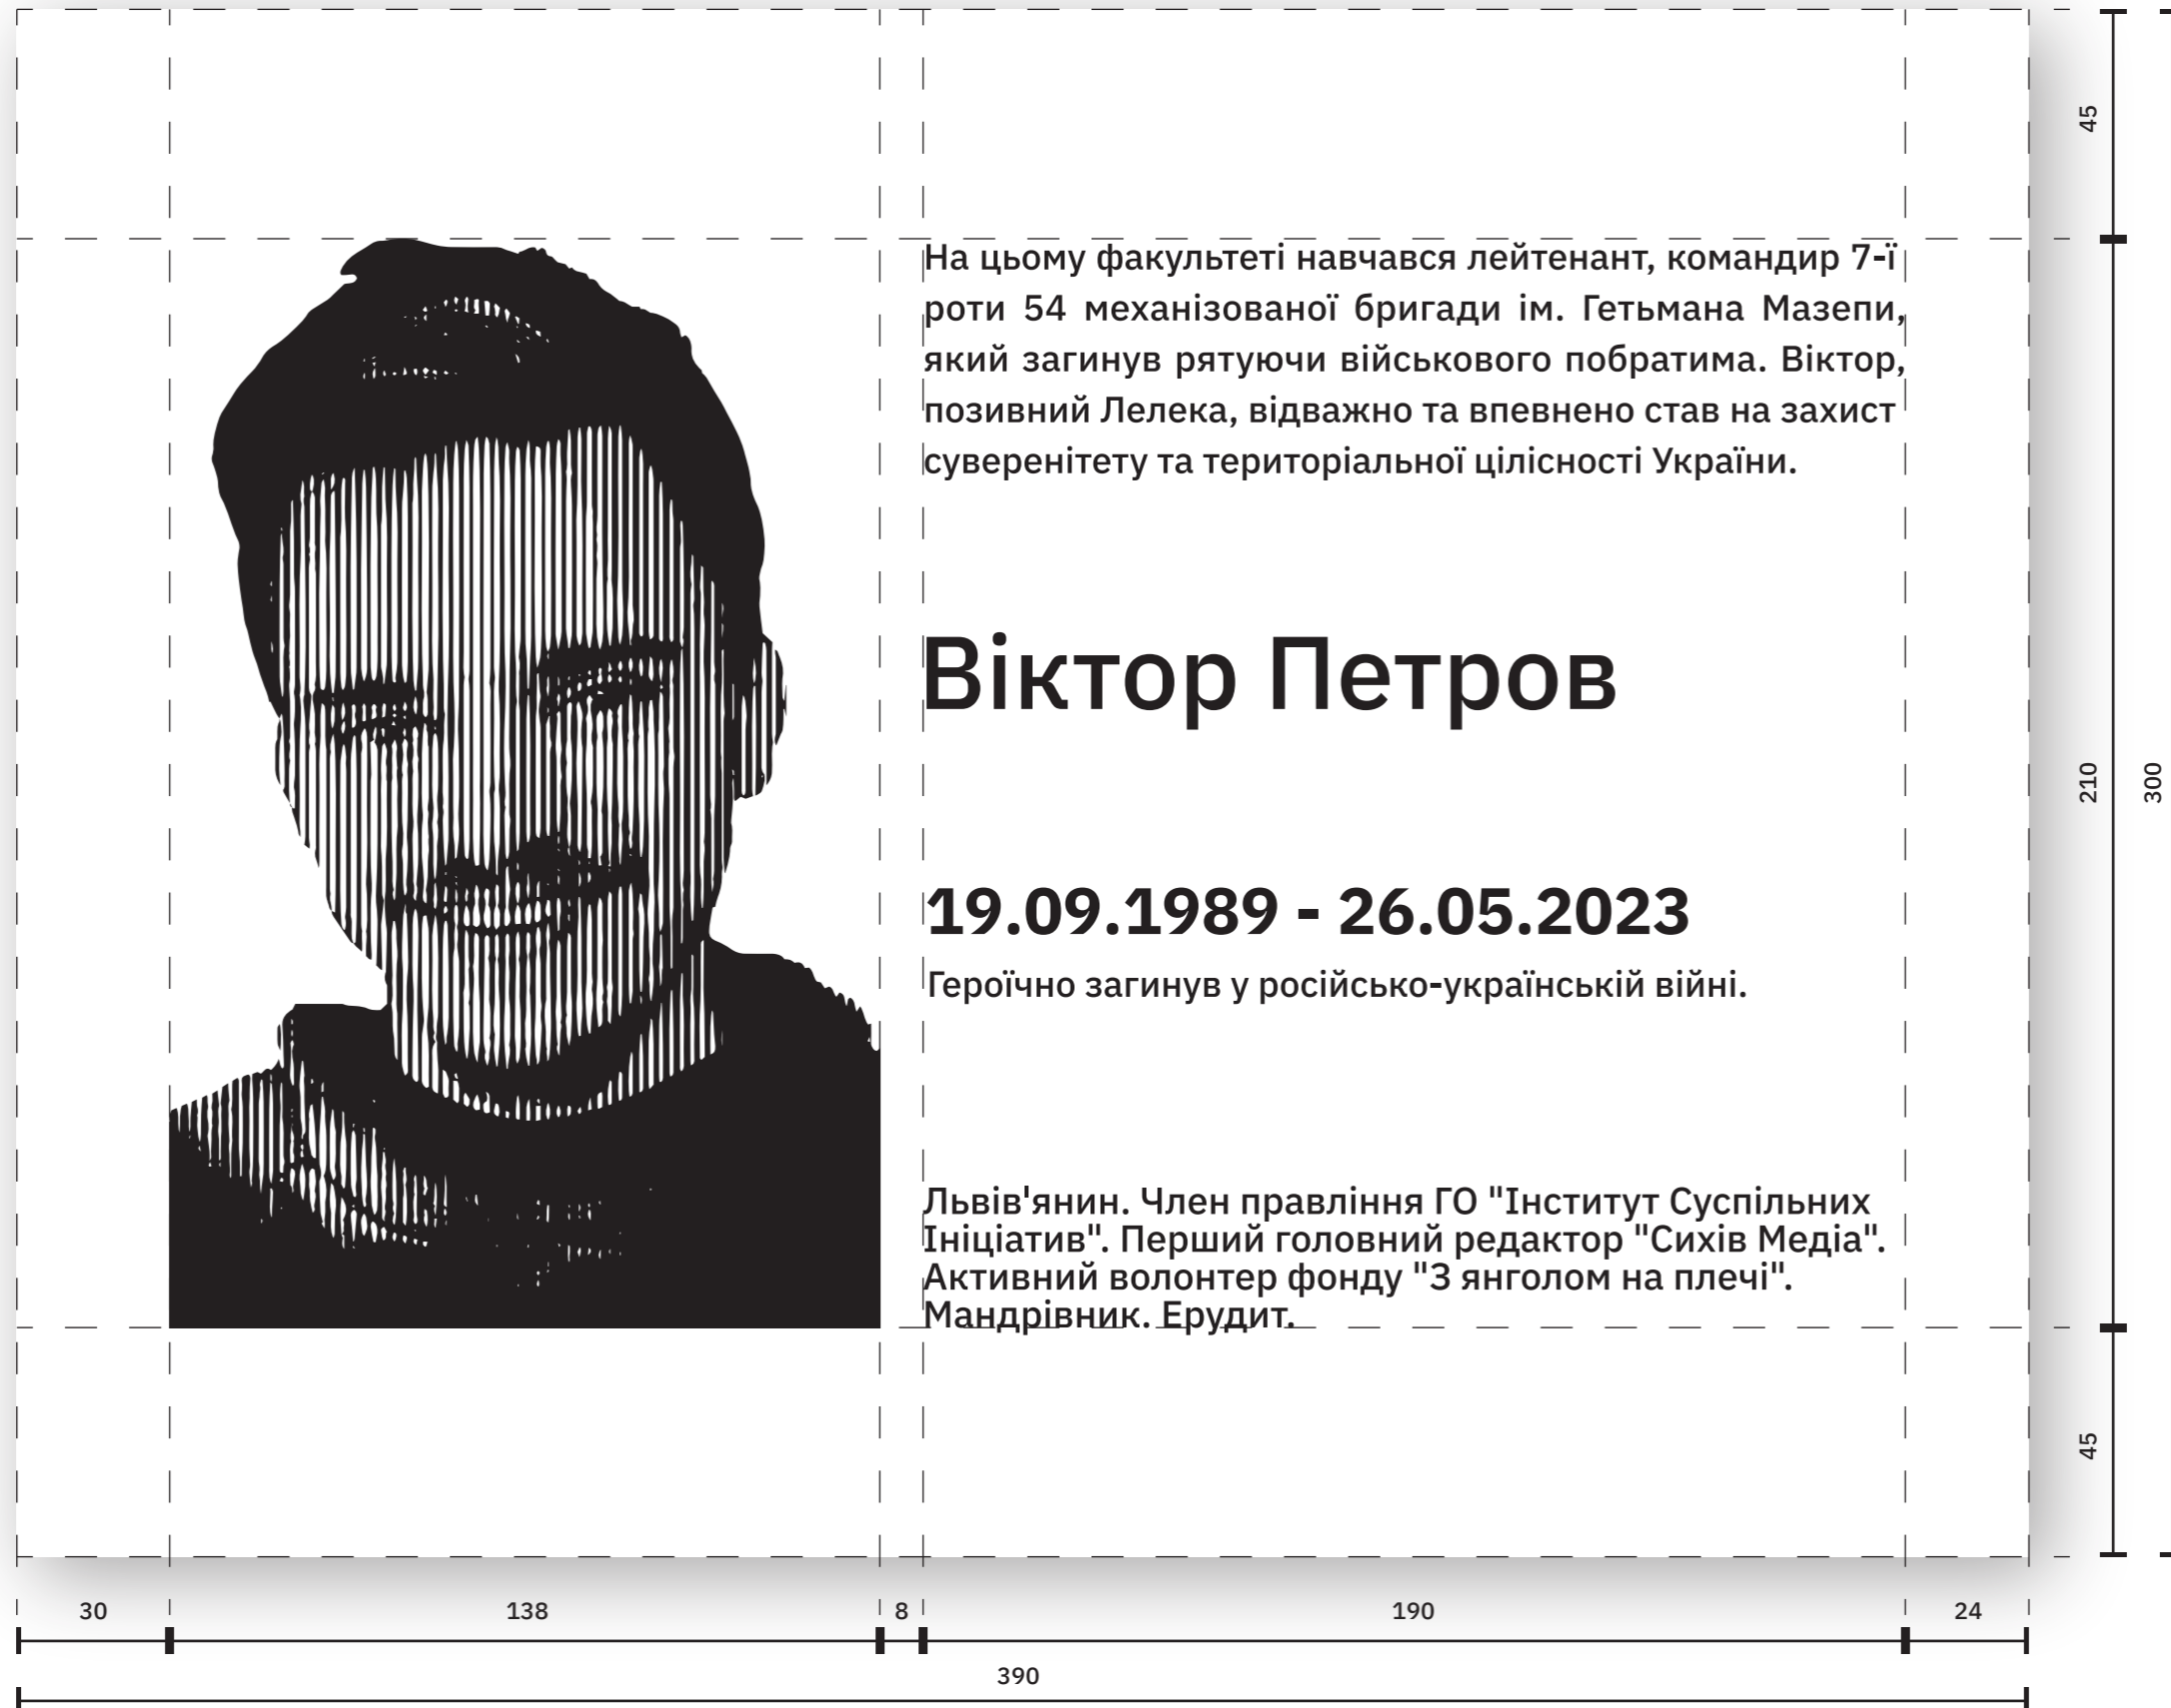 На цьому факультеті навчався лейтенант, командир 7-ї
роти 54 механізованої бригади ім. Гетьмана Мазепи,
який загинув рятуючи військового побратима. Віктор,
позивний Лелека, відважно та впевнено став на захист
суверенітету та територіальної цілісності України.
Віктор Петров
19.09.1989 - 26.05.2023
Героїчно загинув у російсько-українській війні.
Львів'янин. Член правління ГО "Інститут Суспільних
Ініціатив". Перший головний редактор "Сихів Медіа".
Активний волонтер фонду "З янголом на плечі".
Мандрівник. Ерудит.
45
210
300
45
30
138
8
190
24
390